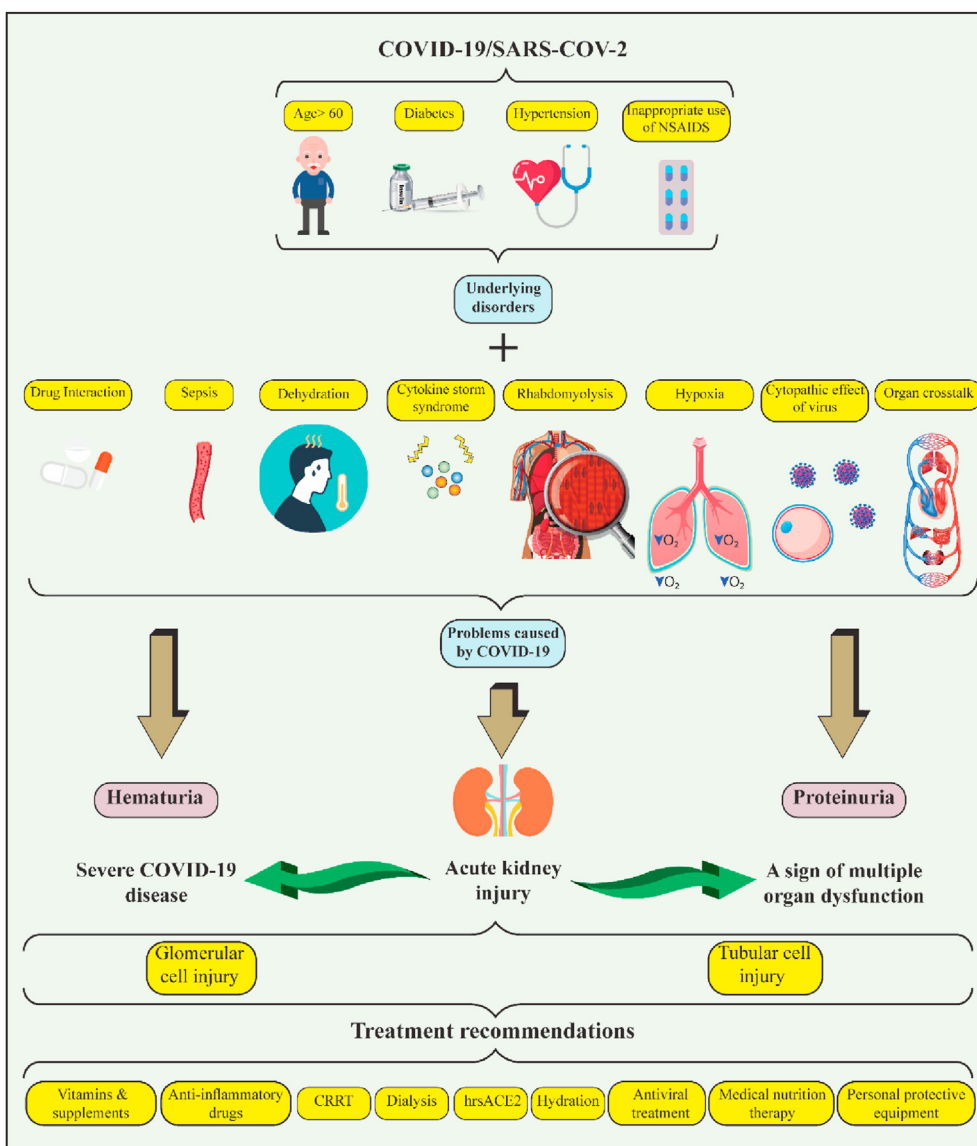 COVID-19/SARS-COV-2
Age> 60
Diabetes
Hypertension
Inappropriate use
of NSAIDS
Insulin
Underlying
disorders
+
Drug Interaction
Sepsis
Dehydration
Cytokine storm
syndrome
Rhabdomyolysis
Hypoxia
Cytopathic effect
of virus
Organ crosstalk
O₂ O₂
O₂ O₂
Problems caused
by COVID-19
Hematuria
Proteinuria
Severe COVID-19
disease
Acute kidney
injury
A sign of multiple
organ dysfunction
Glomerular
cell injury
Tubular cell
injury
Treatment recommendations
Vitamins &
supplements
Anti-inflammatory
drugs
CRRT
Dialysis
hrsACE2
Hydration
Antiviral
treatment
Medical nutrition
therapy
Personal protective
equipment